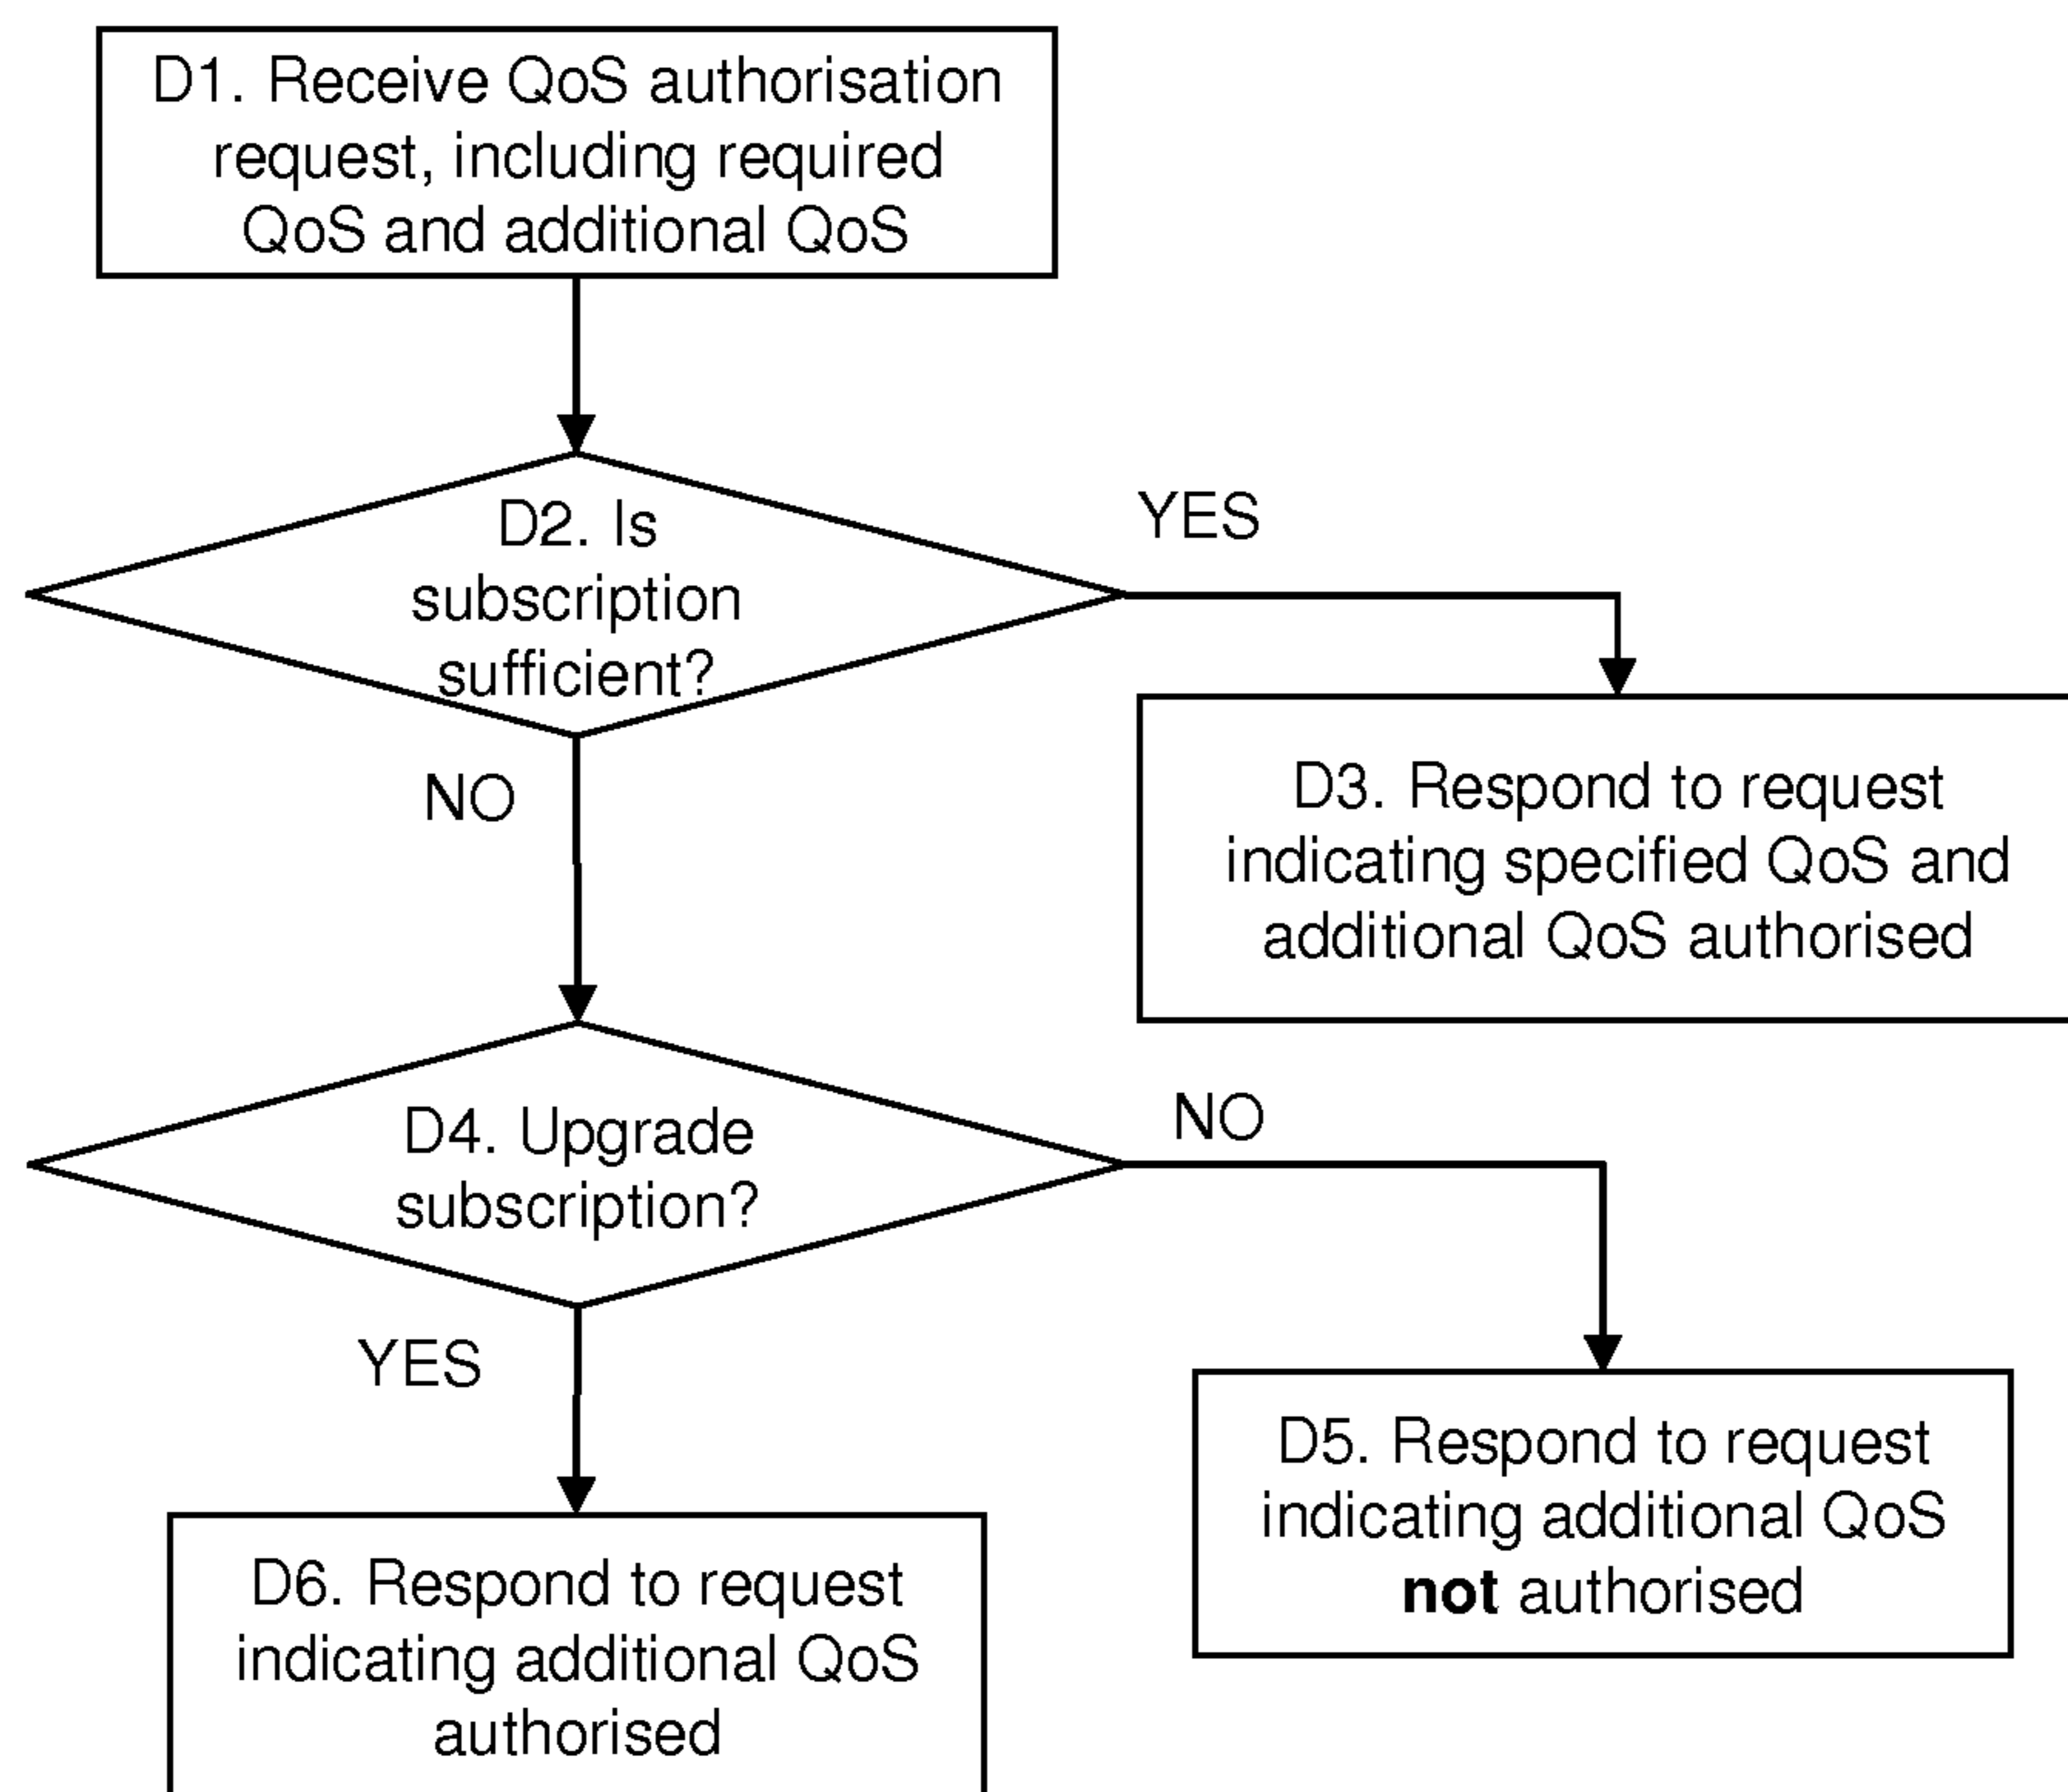 D1. Receive QoS authorisation
request, including required
QoS and additional QoS
D2. Is
subscription
sufficient?
YES
NO
D3. Respond to request
indicating specified QoS and
additional QoS authorised
D4. Upgrade
subscription?
NO
YES
D5. Respond to request
indicating additional QoS
not authorised
D6. Respond to request
indicating additional QoS
authorised